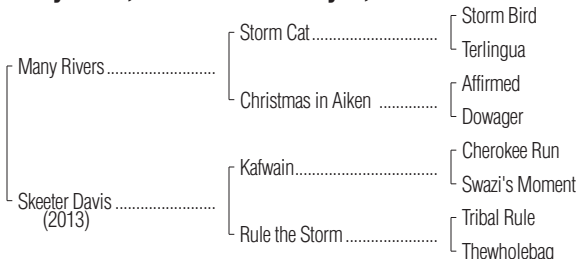 Storm Bird
Storm Cat
Terlingua
Many Rivers
Affirmed
Christmas in Aiken
Dowager
Cherokee Run
Kafwain
Swazi's Moment
Skeeter Davis
(2013)
Tribal Rule
Rule the Storm
Thewholebag